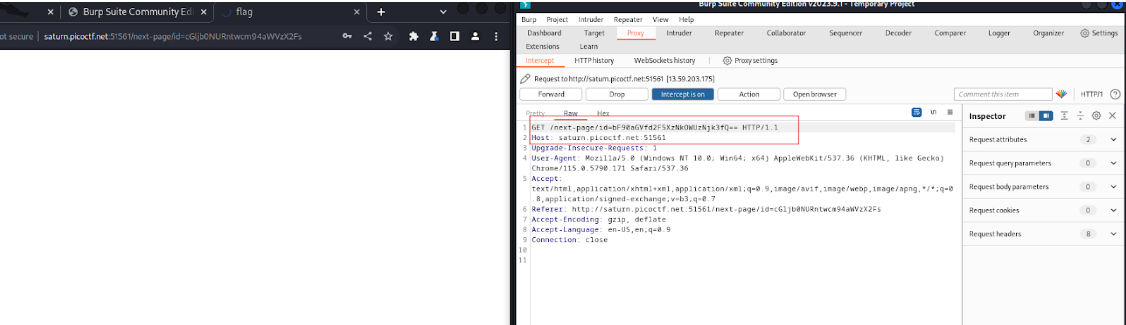 Burp Suite Community Edi
flag
ot secure
saturn.picoctf.net:51561/next-page/id=cGljb0NURntwcm94aWVzX2Fs
Burp Suite Community Edition v2023.9.1 - Temporary Project
Burp Project Intruder Repeater View Help
Dashboard Target Proxy Intruder Repeater Collaborator Sequencer Decoder Comparer Logger Organizer Settings
Extensions Learn
Intercept HTTP history WebSockets history Proxy settings
Request to http://saturn.picoctf.net:51561 [13.59.203.175]
Forward Drop Intercept is on Action Open browser Comment this item HTTP/1
Pretty Raw Hex \n
Inspector
1 GET /next-page/id=bF90aGVfd2F5XzNkOWUzNjk3fQ== HTTP/1.1
2 Host: saturn.picoctf.net:51561
3 Upgrade-Insecure-Requests: 1
4 User-Agent: Mozilla/5.0 (Windows NT 10.0; Win64; x64) AppleWebKit/537.36 (KHTML, like Gecko)
Chrome/115.0.5790.171 Safari/537.36
5 Accept:
text/html,application/xhtml+xml,application/xml;q=0.9,image/avif,image/webp,image/apng,*/*;q=0
.8,application/signed-exchange;v=b3;q=0.7
6 Referer: http://saturn.picoctf.net:51561/next-page/id=cGljb0NURntwcm94aWVzX2Fs
7 Accept-Encoding: gzip, deflate
8 Accept-Language: en-US,en;q=0.9
9 Connection: close
10
11
Request attributes 2
Request query parameters 0
Request body parameters 0
Request cookies 0
Request headers 8